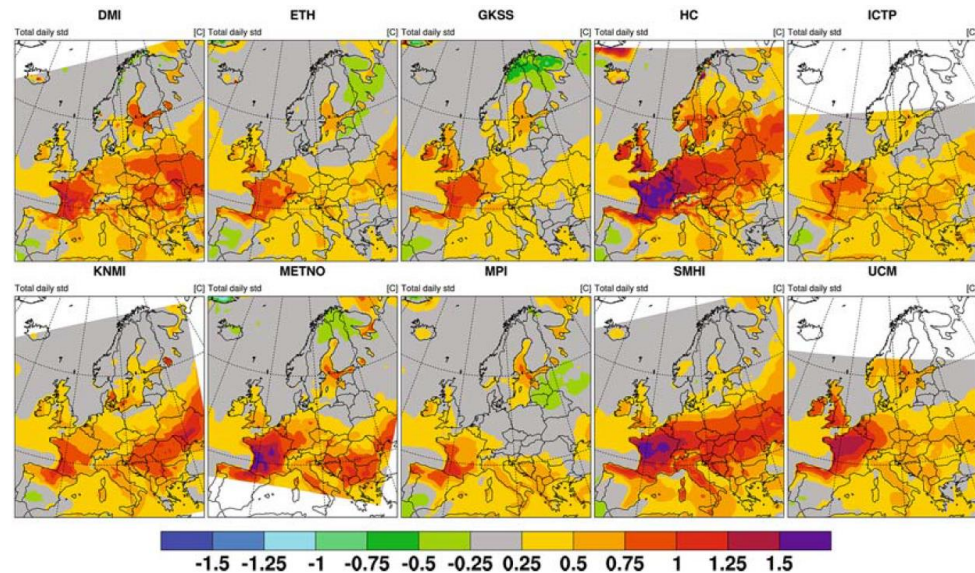 DMI ETH GKSS HC ICTP
Total daily std [C] Total daily std [C] Total daily std [C] Total daily std [C] Total daily std [C]
KNMI METNO MPI SMHI UCM
Total daily std [C] Total daily std [C] Total daily std [C] Total daily std [C] Total daily std [C]
-1.5 -1.25 -1 -0.75 -0.5 -0.25 0.25 0.5 0.75 1 1.25 1.5